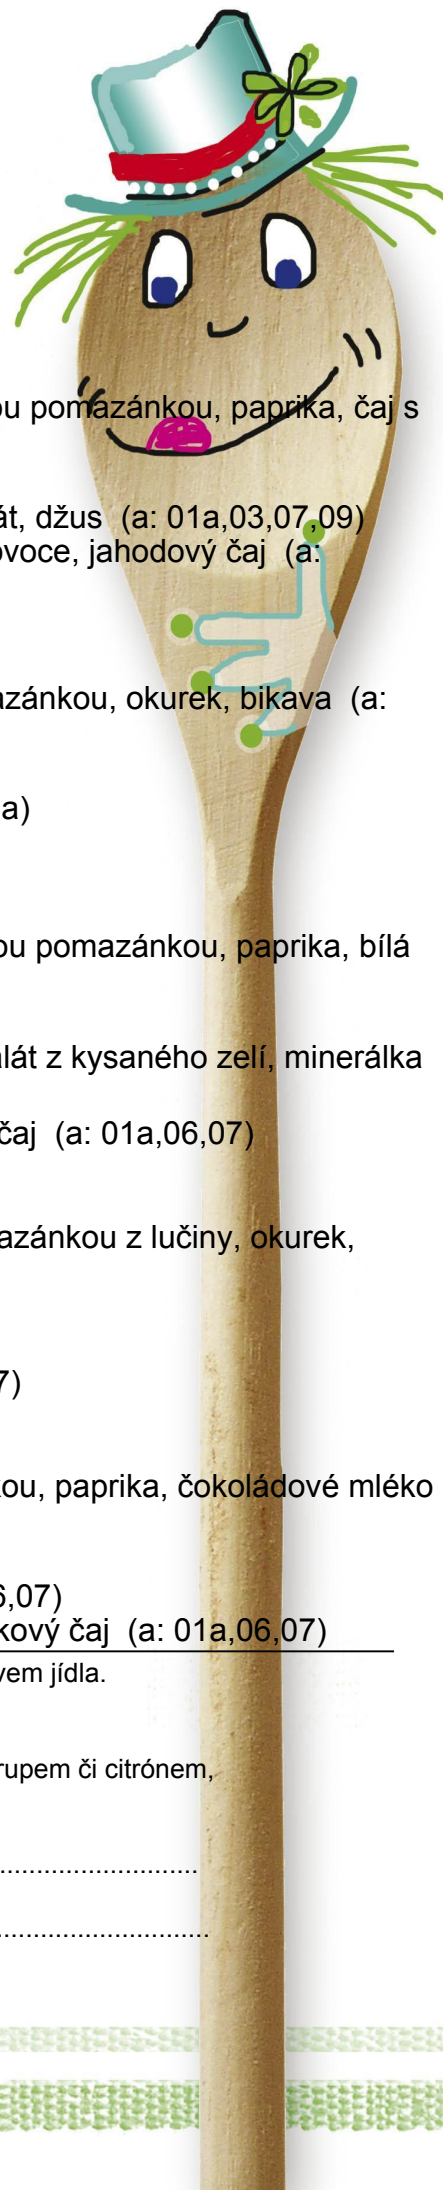 ou pomazánkou, paprika, čaj s
át, džus (a: 01a,03,07,09)
ovoce, jahodový čaj (a:
azánkou, okurek, bikava (a:
a)
ou pomazánkou, paprika, bílá
alát z kysaného zelí, minerálka
čaj (a: 01a,06,07)
azánkou z lučiny, okurek,
7)
kou, paprika, čokoládové mléko
6,07)
kový čaj (a: 01a,06,07)
vem jídla.
rupem či citrónem,